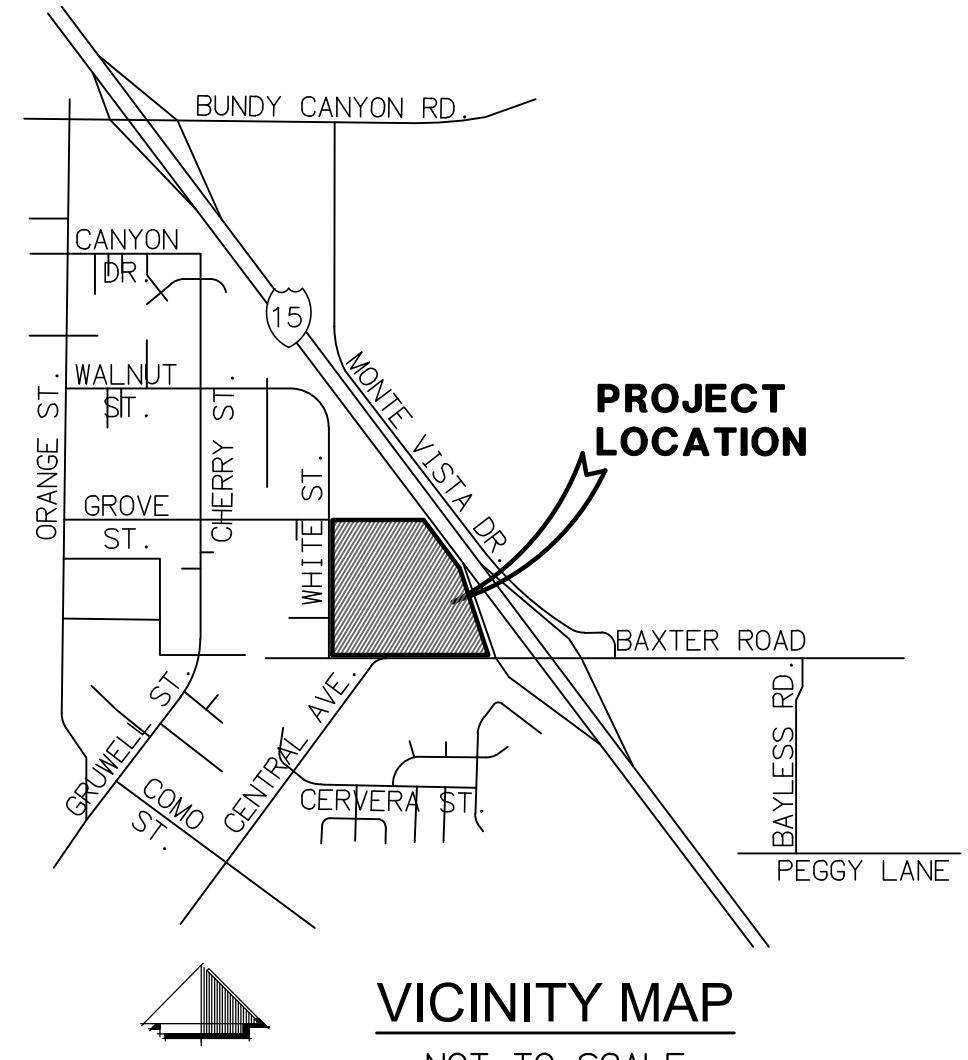 BUNDY CANYON RD.
CANYON
DR.
15
WALNUT
ST.
ORANGE ST.
CHERRY ST.
MONTE VISTA DR.
PROJECT
LOCATION
GROVE
ST.
WHITE ST.
BAXTER ROAD
GRUWELL ST.
CENTRAL AVE.
BAYLESS RD.
COMO
ST.
CERVERA ST.
PEGGY LANE
VICINITY MAP
NOT TO SCALE